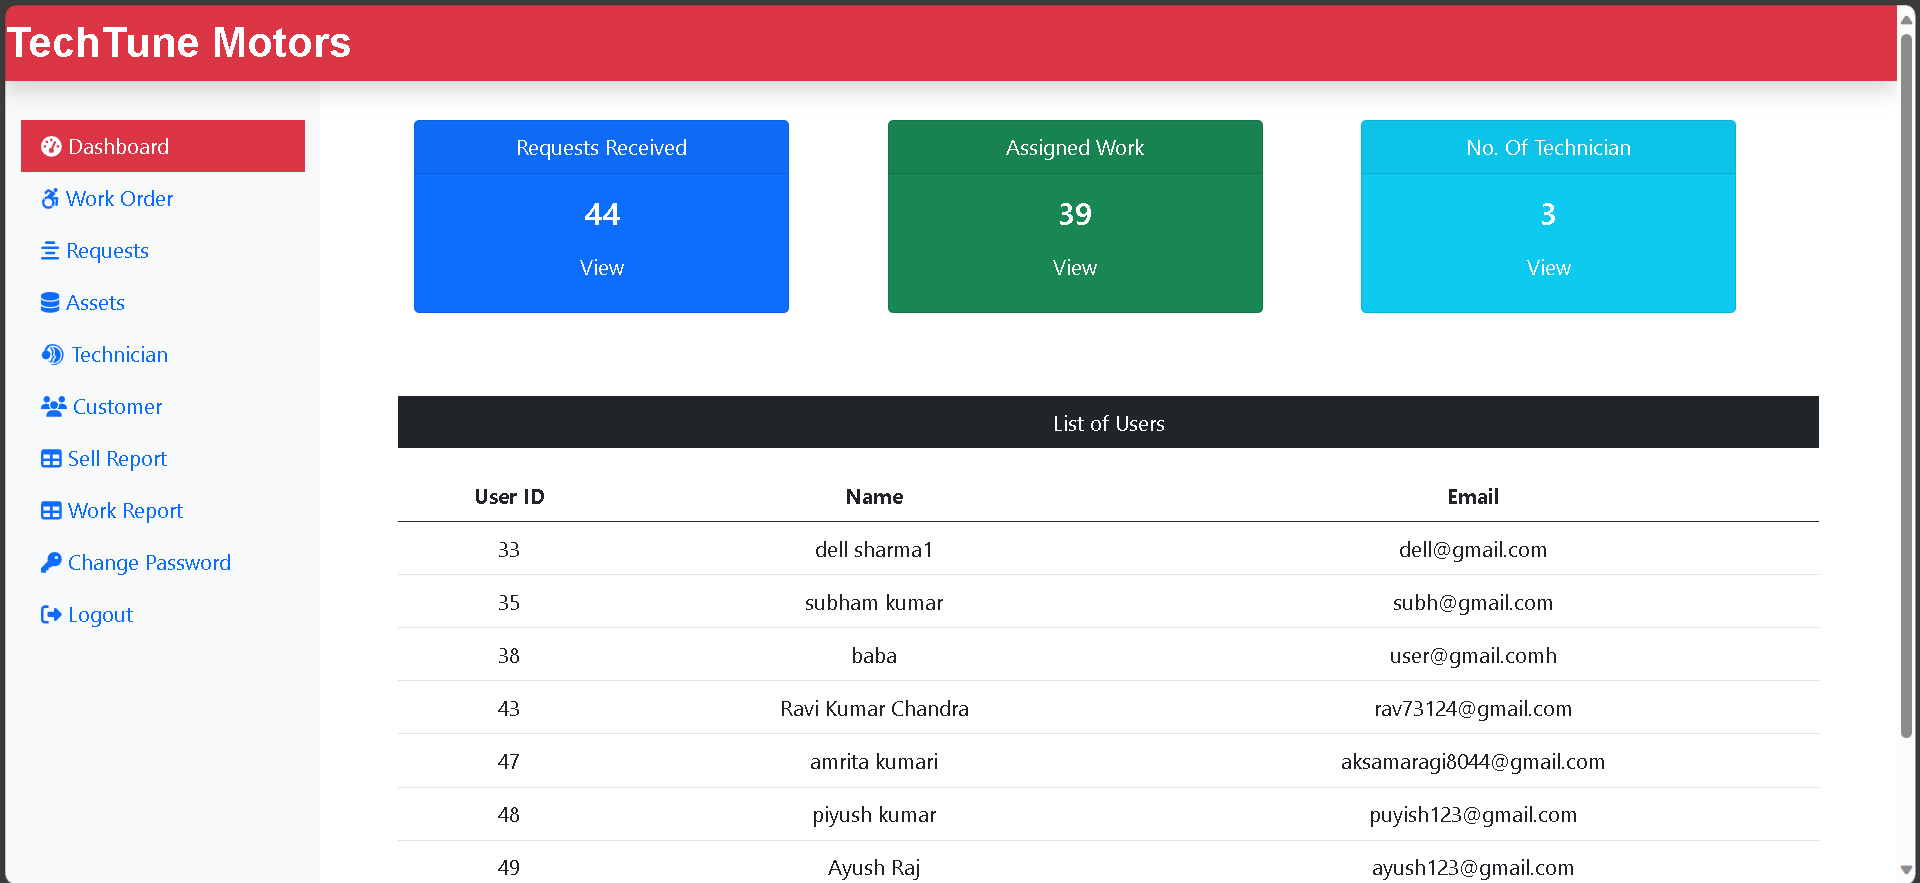 TechTune Motors
Dashboard
Work Order
Requests
Assets
Technician
Customer
Sell Report
Work Report
Change Password
Logout
Requests Received
44
View
Assigned Work
39
View
No. Of Technician
3
View
List of Users
User ID Name Email
33 dell sharma1 dell@gmail.com
35 subham kumar subh@gmail.com
38 baba user@gmail.comh
43 Ravi Kumar Chandra rav73124@gmail.com
47 amrita kumari aksamaragi8044@gmail.com
48 piyush kumar puyish123@gmail.com
49 Ayush Raj ayush123@gmail.com